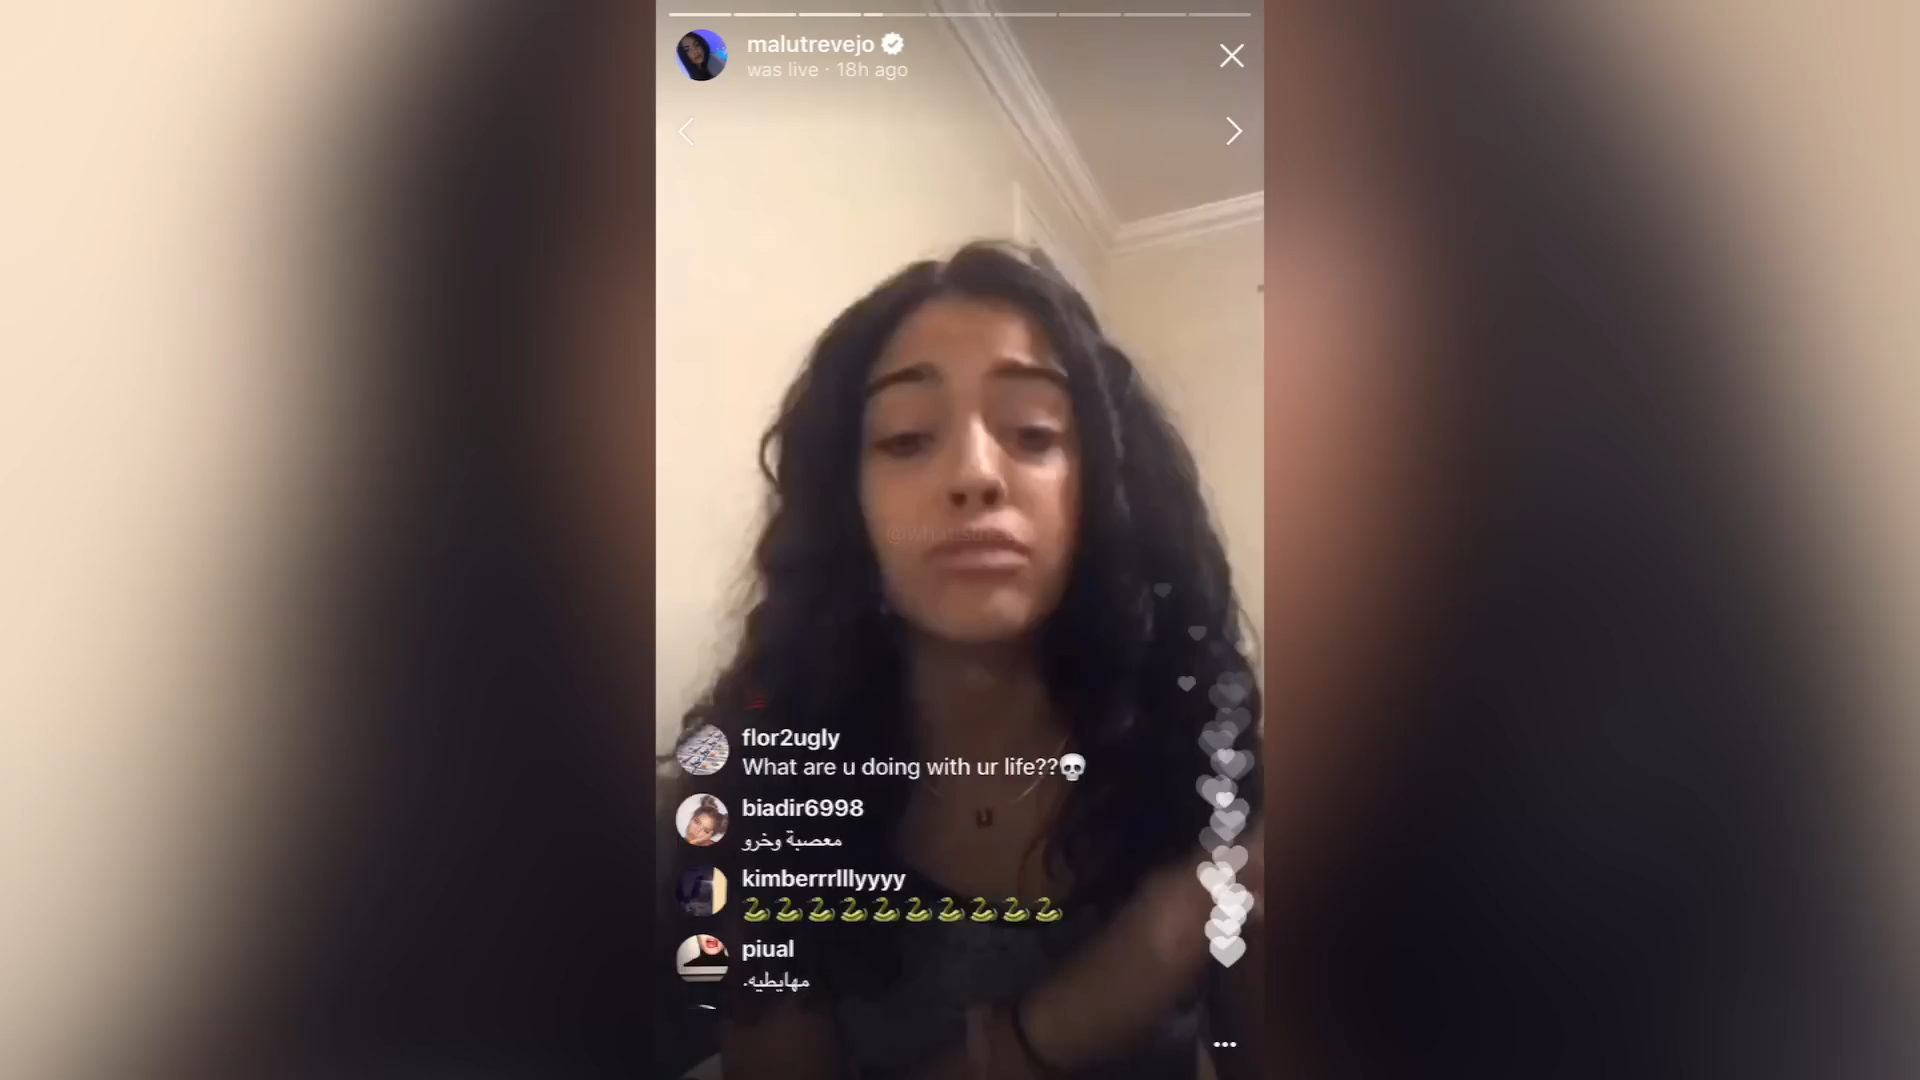 malutrevejo
was live · 18h ago
flor2ugly
What are u doing with ur life??💀
biadir6998
معصبة وخرو
kimberrrlllyyyy
🐍🐍🐍🐍🐍🐍🐍🐍🐍🐍
piual
مهايطيه.